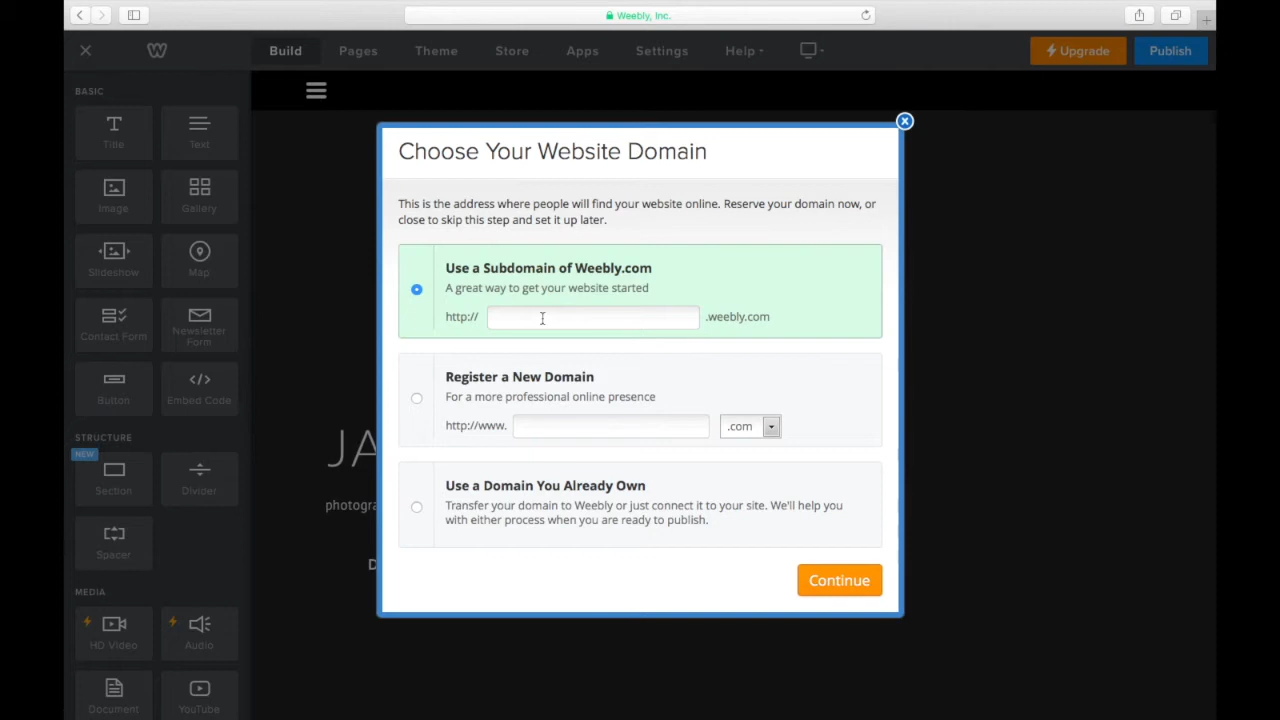 Weebly, Inc.
Build Pages Theme Store Apps Settings Help Upgrade Publish
BASIC
Title Text
Image Gallery
Slideshow Map
Contact Form Newsletter Form
Button Embed Code
STRUCTURE
NEW
Section Divider
Spacer
MEDIA
HD Video Audio
Document YouTube
JA
photogra
D
Choose Your Website Domain
This is the address where people will find your website online. Reserve your domain now, or
close to skip this step and set it up later.
Use a Subdomain of Weebly.com
A great way to get your website started
http:// .weebly.com
Register a New Domain
For a more professional online presence
http://www. .com
Use a Domain You Already Own
Transfer your domain to Weebly or just connect it to your site. We'll help you
with either process when you are ready to publish.
Continue